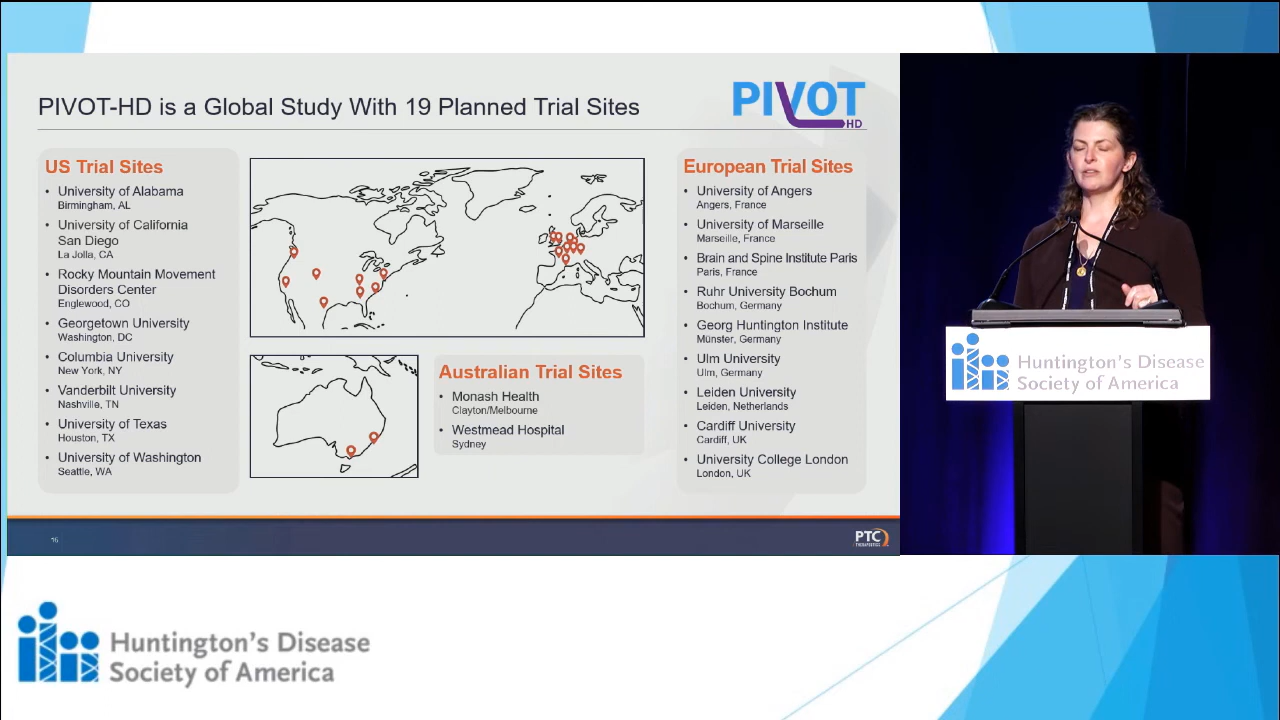 PIVOT-HD is a Global Study With 19 Planned Trial Sites
PIVOT
HD
US Trial Sites
• University of Alabama
Birmingham, AL
• University of California
San Diego
La Jolla, CA
• Rocky Mountain Movement
Disorders Center
Englewood, CO
• Georgetown University
Washington, DC
• Columbia University
New York, NY
• Vanderbilt University
Nashville, TN
• University of Texas
Houston, TX
• University of Washington
Seattle, WA
Australian Trial Sites
• Monash Health
Clayton/Melbourne
• Westmead Hospital
Sydney
European Trial Sites
• University of Angers
Angers, France
• University of Marseille
Marseille, France
• Brain and Spine Institute Paris
Paris, France
• Ruhr University Bochum
Bochum, Germany
• Georg Huntington Institute
Münster, Germany
• Ulm University
Ulm, Germany
• Leiden University
Leiden, Netherlands
• Cardiff University
Cardiff, UK
• University College London
London, UK
PTC
THERAPEUTICS
Huntington's Disease
Society of America
Huntington's Disease
Society of America